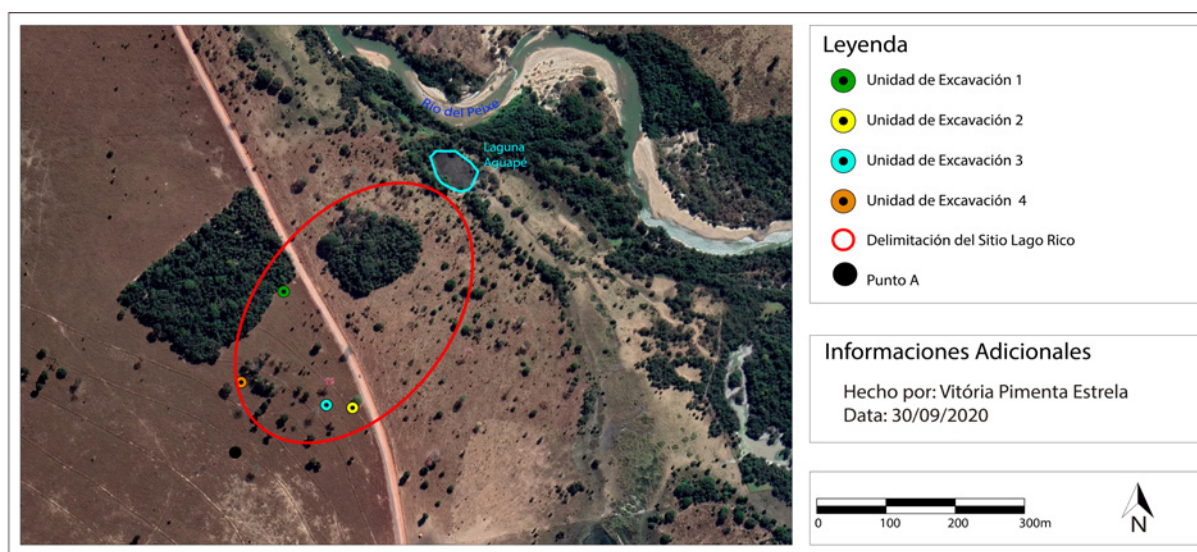 Río del Peixe
Laguna
Aguapé
Leyenda
Unidad de Excavación 1
Unidad de Excavación 2
Unidad de Excavación 3
Unidad de Excavación 4
Delimitación del Sitio Lago Rico
Punto A
Informaciones Adicionales
Hecho por: Vitória Pimenta Estrela
Data: 30/09/2020
0 100 200 300m
N